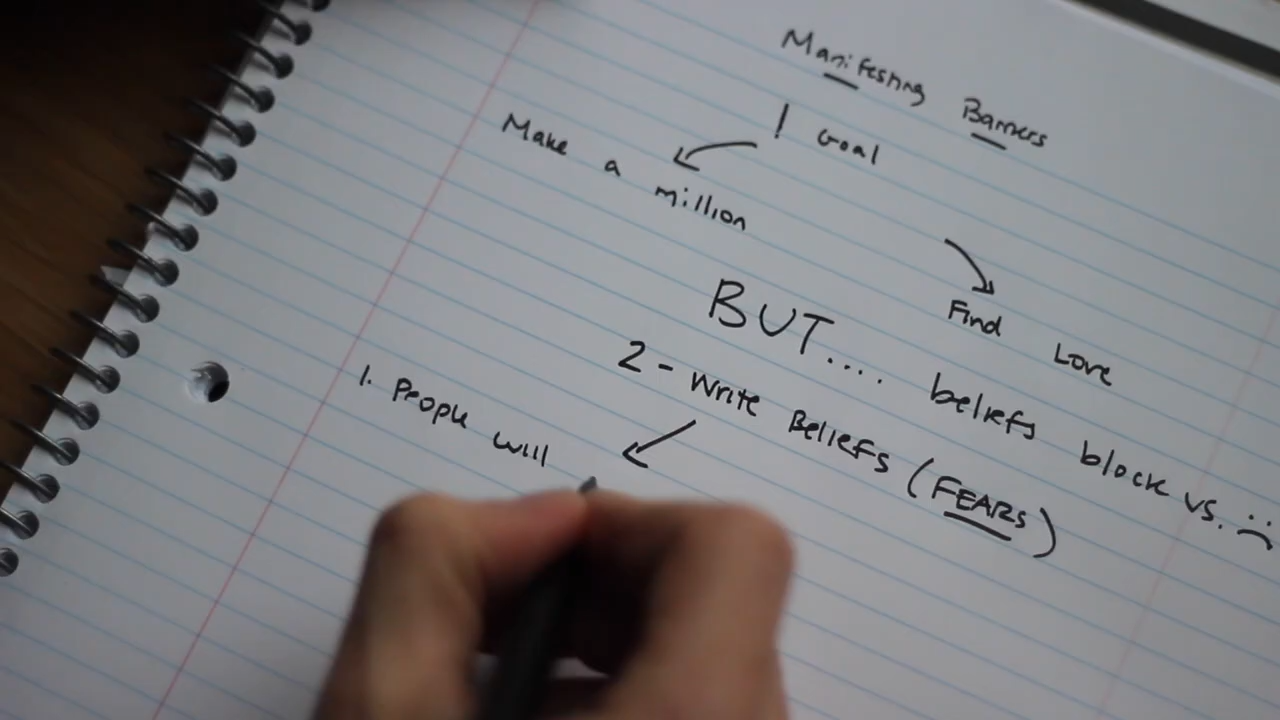 Manifesting Barriers
1 Goal
Make a million
Find Love
BUT.... beliefs block vs. :(
2 - Write Beliefs (FEARS)
1. People will